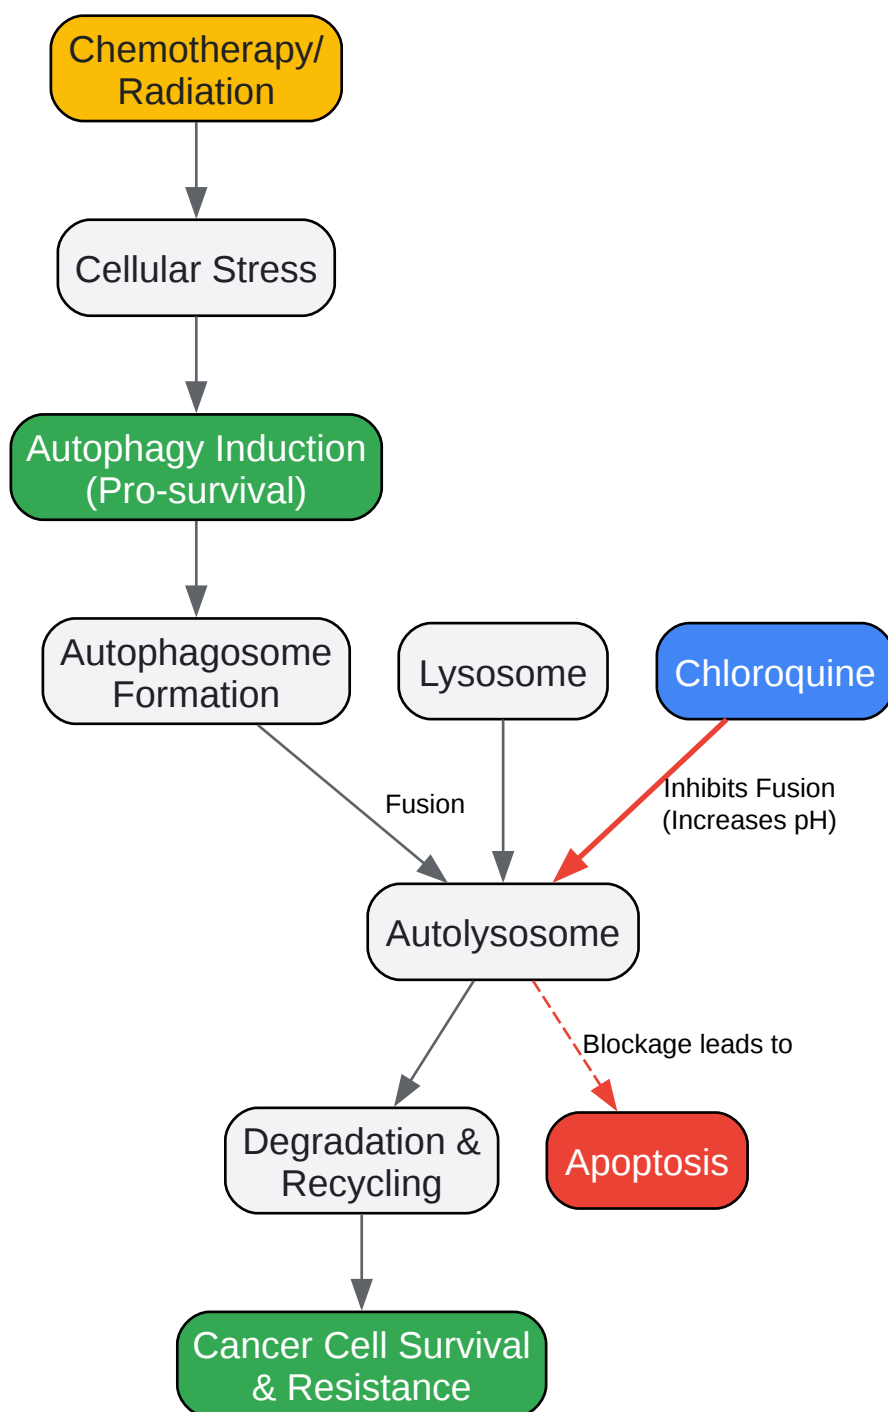 Chemotherapy/
Radiation
Cellular Stress
Autophagy Induction
(Pro-survival)
Autophagosome
Formation
Lysosome
Chloroquine
Fusion
Inhibits Fusion
(Increases pH)
Autolysosome
Blockage leads to
Degradation &
Recycling
Apoptosis
Cancer Cell Survival
& Resistance